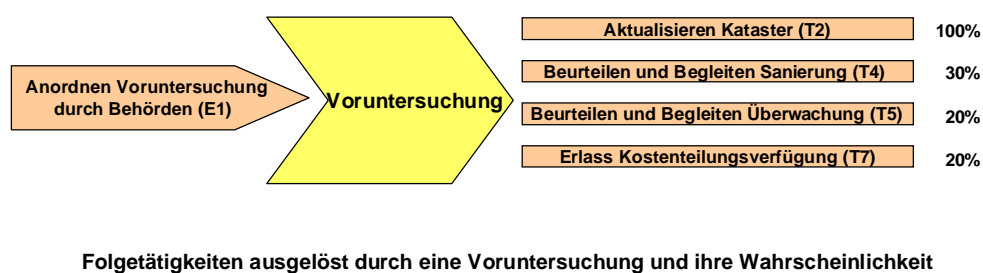 Aktualisieren Kataster (T2) 100%
Anordnen Voruntersuchung
durch Behörden (E1)
Voruntersuchung
Beurteilen und Begleiten Sanierung (T4) 30%
Beurteilen und Begleiten Überwachung (T5) 20%
Erlass Kostenteilungsverfügung (T7) 20%
Folgetätigkeiten ausgelöst durch eine Voruntersuchung und ihre Wahrscheinlichkeit